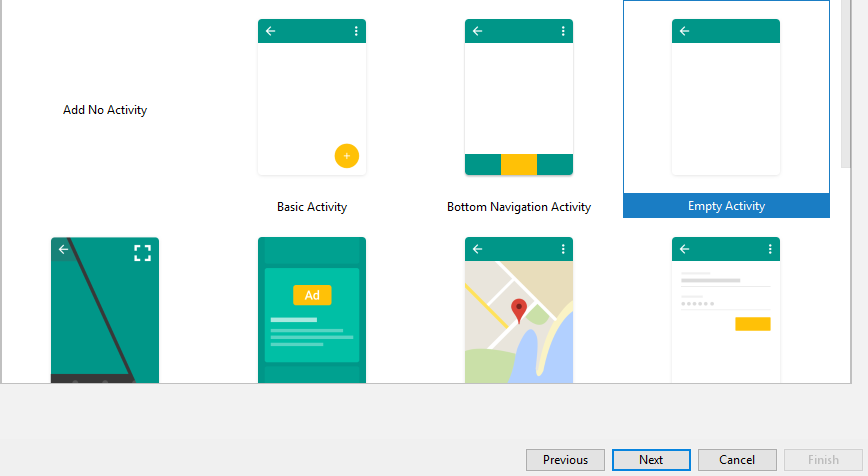 Add No Activity
Basic Activity
Bottom Navigation Activity
Empty Activity
Ad
Previous
Next
Cancel
Finish